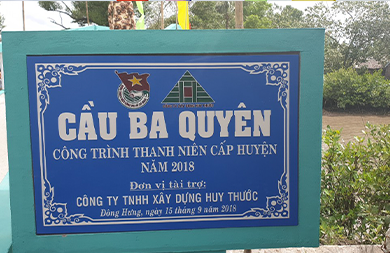 CẦU BA QUYÊN
CÔNG TRÌNH THANH NIÊN CẤP HUYỆN
NĂM 2018
Đơn vị tài trợ:
CÔNG TY TNHH XÂY DỰNG HUY THƯỚC
Đông Hưng, ngày 15 tháng 9 năm 2018